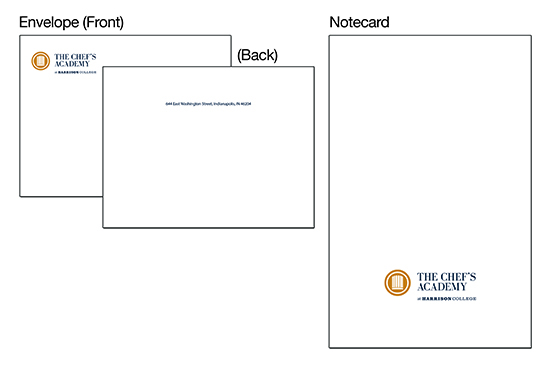 Envelope (Front)
THE CHEF'S
ACADEMY
at HARRISON COLLEGE
(Back)
644 East Washington Street, Indianapolis, IN 46204
Notecard
THE CHEF'S
ACADEMY
at HARRISON COLLEGE